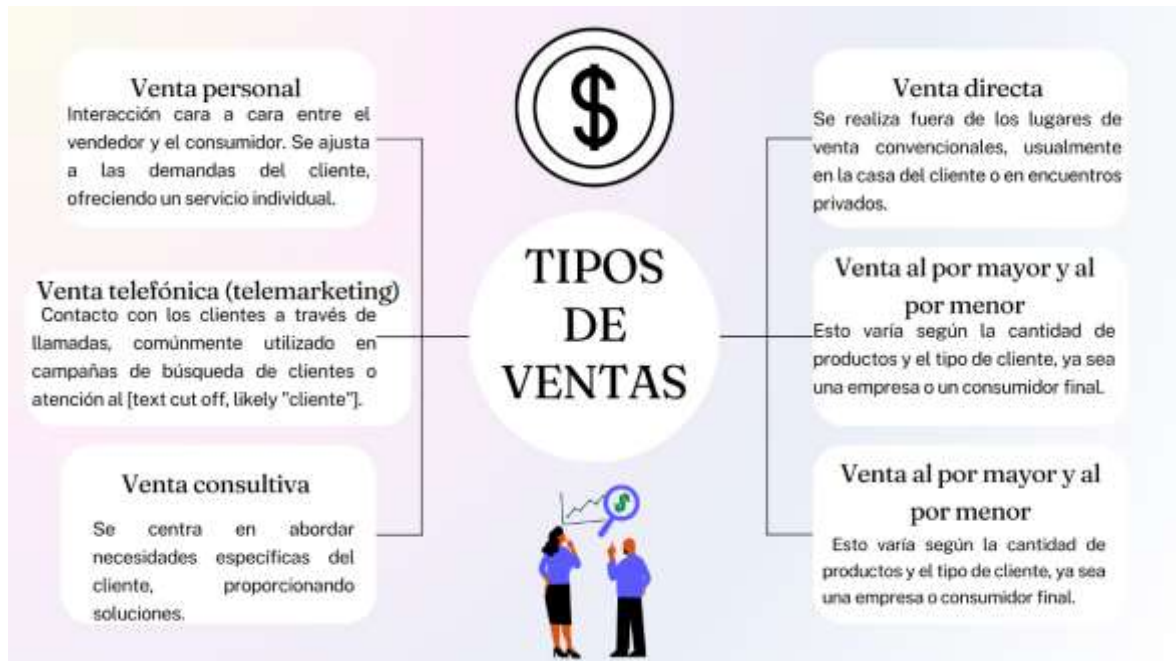 Venta personal
Interacción cara a cara entre el
vendedor y el consumidor. Se ajusta
a las demandas del cliente,
ofreciendo un servicio individual.
Venta telefónica (telemarketing)
Contacto con los clientes a través de
llamadas, comúnmente utilizado en
campañas de búsqueda de clientes o
atención al [text cut off, likely "cliente"].
Venta consultiva
Se centra en abordar
necesidades específicas del
cliente, proporcionando
soluciones.
$
TIPOS
DE
VENTAS
$
Venta directa
Se realiza fuera de los lugares de
venta convencionales, usualmente
en la casa del cliente o en encuentros
privados.
Venta al por mayor y al
por menor
Esto varía según la cantidad de
productos y el tipo de cliente, ya sea
una empresa o un consumidor final.
Venta al por mayor y al
por menor
Esto varía según la cantidad de
productos y el tipo de cliente, ya sea
una empresa o consumidor final.